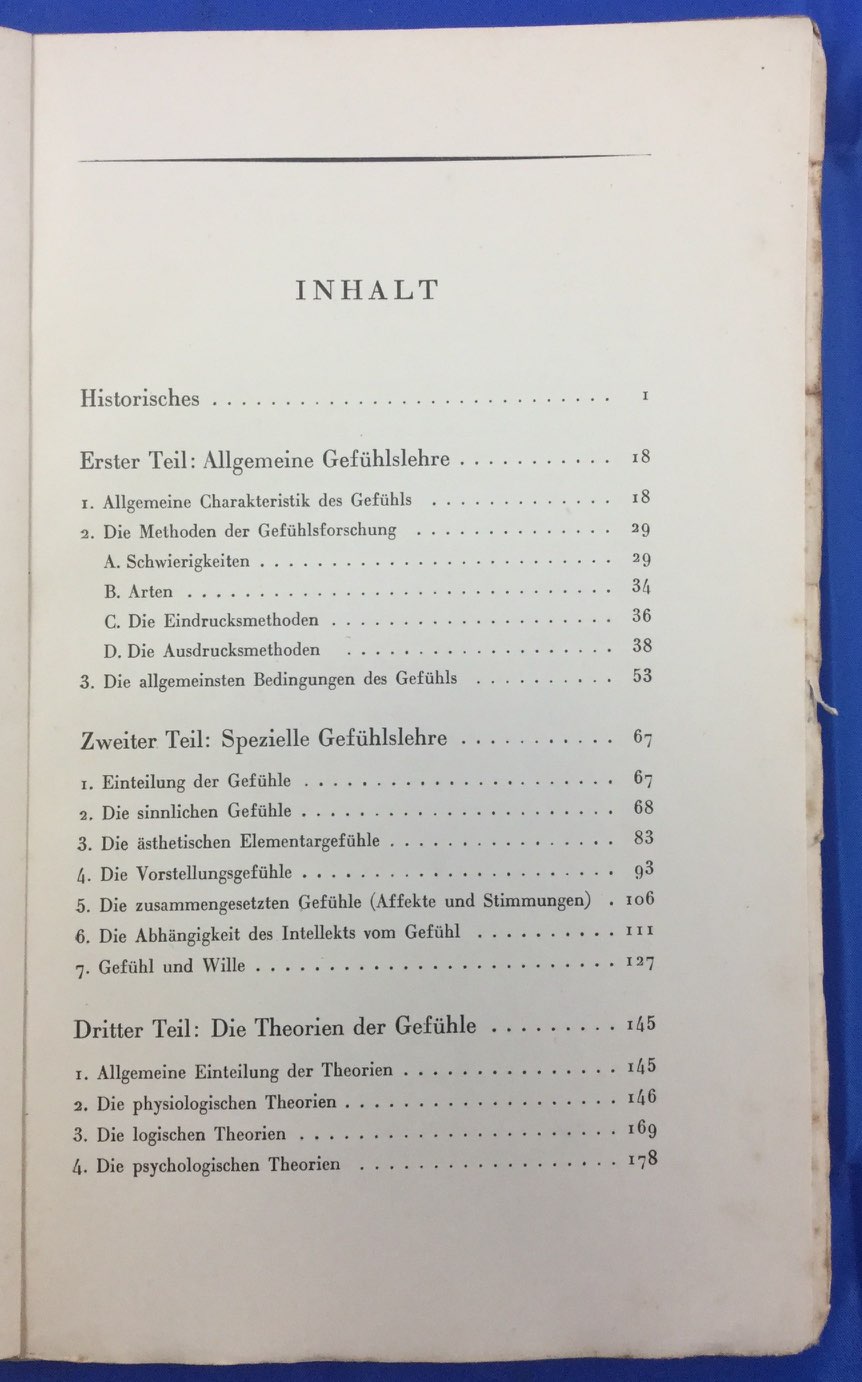 INHALT
Historisches . . . . . . . . . . . . . . . . . . . . . . . . . . . . 1
Erster Teil: Allgemeine Gefühlslehre . . . . . . . . . . . 18
1. Allgemeine Charakteristik des Gefühls . . . . . . . . . . . . . 18
2. Die Methoden der Gefühlsforschung . . . . . . . . . . . . . . 29
A. Schwierigkeiten . . . . . . . . . . . . . . . . . . . . . . . . . 29
B. Arten . . . . . . . . . . . . . . . . . . . . . . . . . . . . . . 34
C. Die Eindrucksmethoden . . . . . . . . . . . . . . . . . . . . 36
D. Die Ausdrucksmethoden . . . . . . . . . . . . . . . . . . . 38
3. Die allgemeinsten Bedingungen des Gefühls . . . . . . . . . . 53
Zweiter Teil: Spezielle Gefühlslehre . . . . . . . . . . . 67
1. Einteilung der Gefühle . . . . . . . . . . . . . . . . . . . . . . 67
2. Die sinnlichen Gefühle . . . . . . . . . . . . . . . . . . . . . . 68
3. Die ästhetischen Elementargefühle . . . . . . . . . . . . . . . . 83
4. Die Vorstellungsgefühle . . . . . . . . . . . . . . . . . . . . . . 93
5. Die zusammengesetzten Gefühle (Affekte und Stimmungen) . 106
6. Die Abhängigkeit des Intellekts vom Gefühl . . . . . . . . . . 111
7. Gefühl und Wille . . . . . . . . . . . . . . . . . . . . . . . . . 127
Dritter Teil: Die Theorien der Gefühle . . . . . . . . . 145
1. Allgemeine Einteilung der Theorien . . . . . . . . . . . . . . . 145
2. Die physiologischen Theorien . . . . . . . . . . . . . . . . . . . 146
3. Die logischen Theorien . . . . . . . . . . . . . . . . . . . . . . 169
4. Die psychologischen Theorien . . . . . . . . . . . . . . . . . . 178